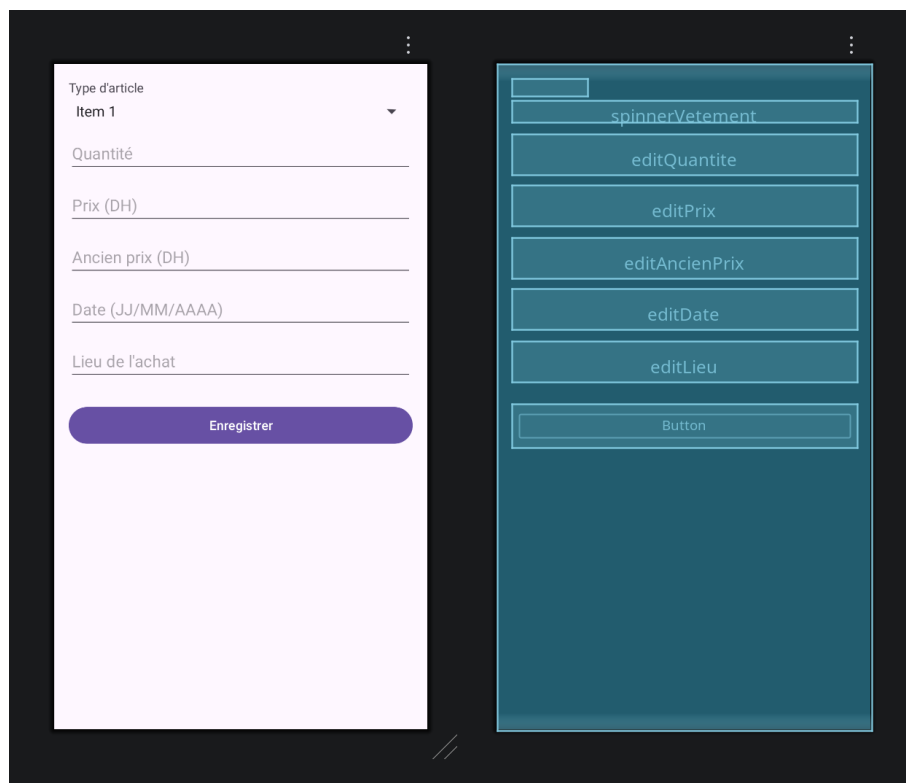 Type d'article
Item 1
Quantité
Prix (DH)
Ancien prix (DH)
Date (JJ/MM/AAAA)
Lieu de l'achat
Enregistrer
spinnerVetement
editQuantite
editPrix
editAncienPrix
editDate
editLieu
Button